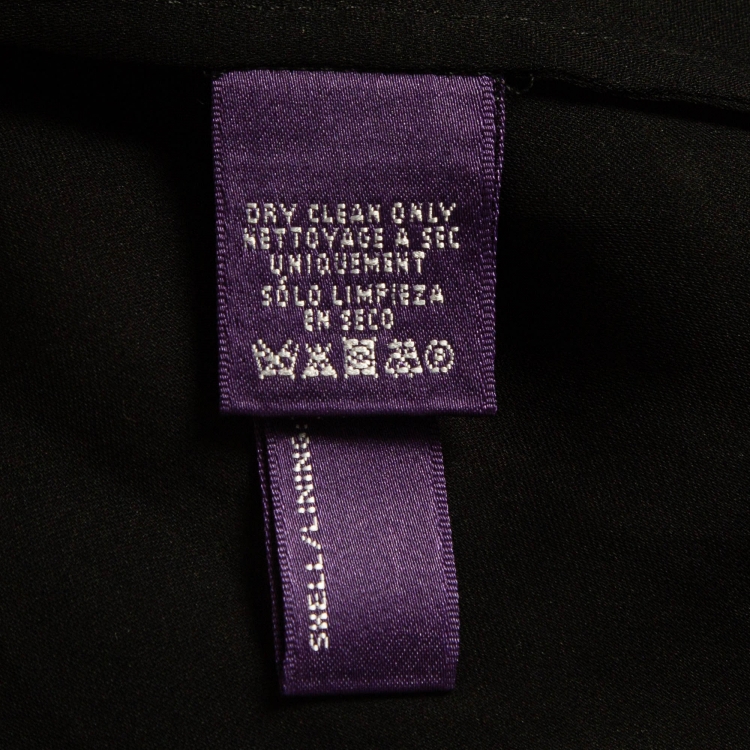 DRY CLEAN ONLY
NETTOYAGE A SEC
UNIQUEMENT
SÓLO LIMPIEZA
EN SECO
SHELL/LINING: